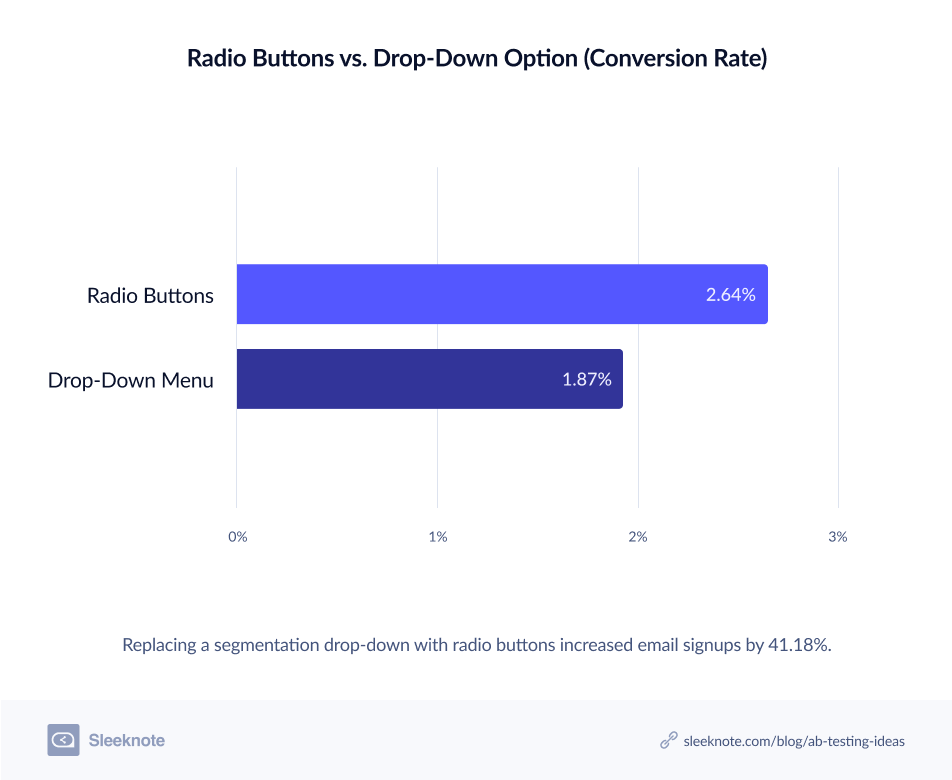 Radio Buttons vs. Drop-Down Option (Conversion Rate)
Radio Buttons
2.64%
Drop-Down Menu
1.87%
0%
1%
2%
3%
Replacing a segmentation drop-down with radio buttons increased email signups by 41.18%.
Sleeknote
sleeknote.com/blog/ab-testing-ideas